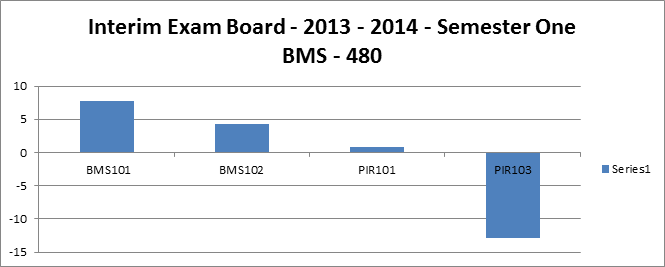 Interim Exam Board - 2013 - 2014 - Semester One
BMS - 480
10
5
0
-5
-10
-15
BMS101
BMS102
PIR101
PIR103
Series1